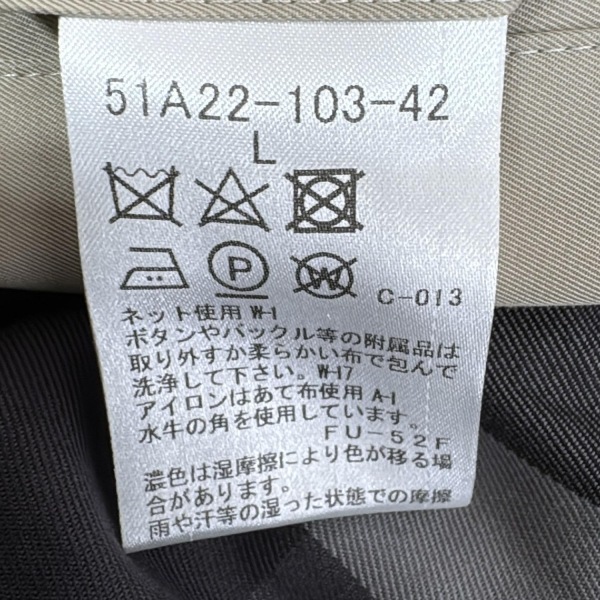 51A22-103-42
L
P
W
C-013
ネット使用 W-1
ボタンやバックル等の附属品は
取り外すか柔らかい布で包んで
洗浄して下さい。W-17
アイロンはあて布使用 A-1
水牛の角を使用しています。
FU-52F
濃色は湿摩擦により色が移る場
合があります。
雨や汗等の湿った状態での摩擦